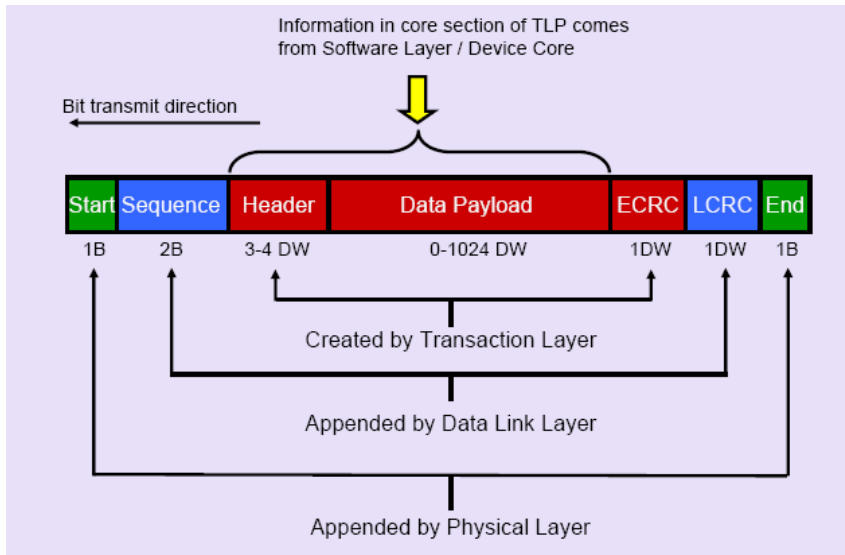 Information in core section of TLP comes
from Software Layer / Device Core
Bit transmit direction
Start Sequence Header Data Payload ECRC LCRC End
1B 2B 3-4 DW 0-1024 DW 1DW 1DW 1B
Created by Transaction Layer
Appended by Data Link Layer
Appended by Physical Layer